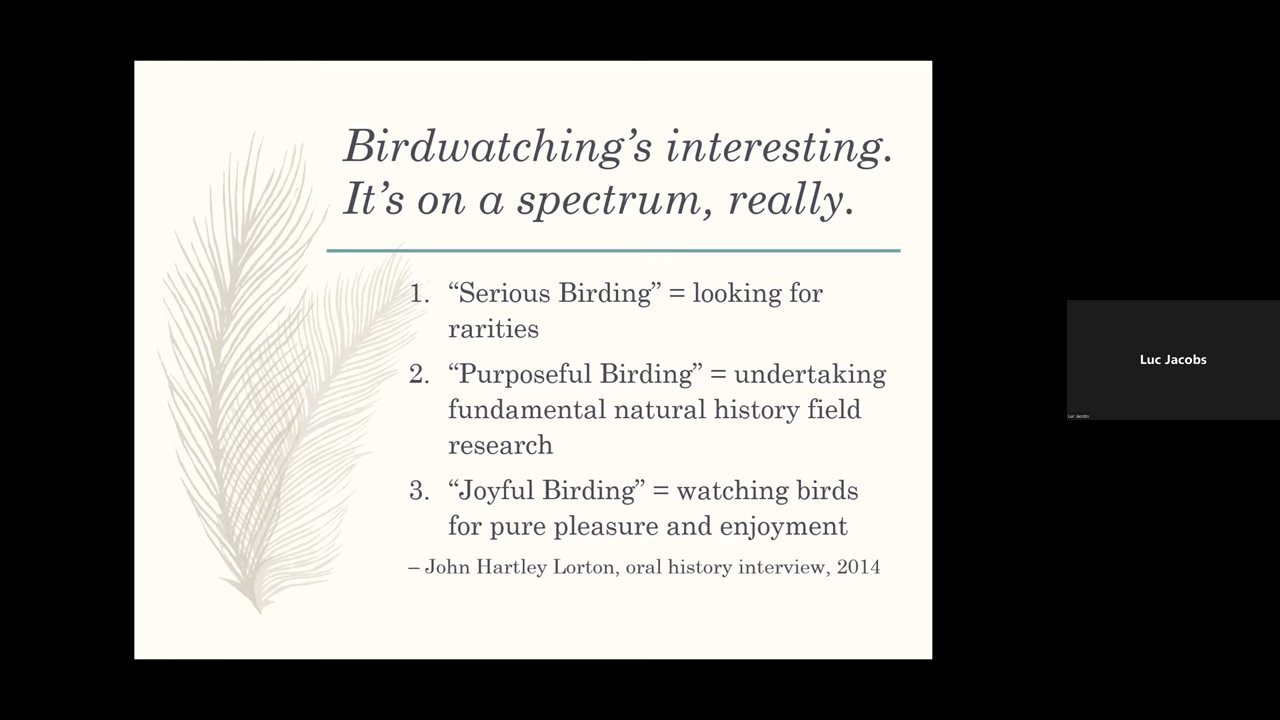 Birdwatching’s interesting.
It’s on a spectrum, really.
1. “Serious Birding” = looking for
rarities
2. “Purposeful Birding” = undertaking
fundamental natural history field
research
3. “Joyful Birding” = watching birds
for pure pleasure and enjoyment
– John Hartley Lorton, oral history interview, 2014
Luc Jacobs
Luc Jacobs